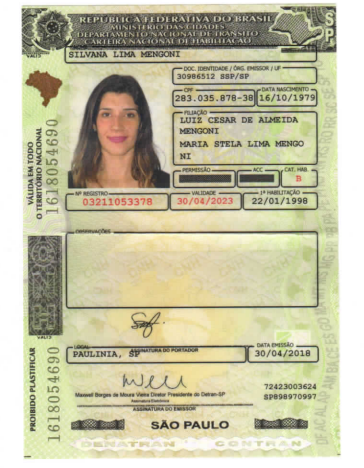 REPÚBLICA FEDERATIVA DO BRASIL
MINISTÉRIO DAS CIDADES
DEPARTAMENTO NACIONAL DE TRÂNSITO
CARTEIRA NACIONAL DE HABILITAÇÃO
SP
SILVANA LIMA MENGONI
DOC. IDENTIDADE / ÓRG. EMISSOR / UF
30986512 SSP/SP
CPF
DATA NASCIMENTO
283.035.878-38
16/10/1979
FILIAÇÃO
LUIZ CESAR DE ALMEIDA
MENGONI
MARIA STELA LIMA MENGO
NI
PERMISSÃO
ACC
CAT. HAB.
B
Nº REGISTRO
VALIDADE
1ª HABILITAÇÃO
03211053378
30/04/2023
22/01/1998
VÁLIDA EM TODO
O TERRITÓRIO NACIONAL
1618054690
OBSERVAÇÕES
ASSINATURA DO PORTADOR
LOCAL
DATA EMISSÃO
PAULINIA, SP
30/04/2018
Maxwell Borges de Moura Vieira Diretor Presidente do Detran-SP
Assinatura Eletrônica
72423003624
SP898970997
ASSINATURA DO EMISSOR
SÃO PAULO
DENATRAN
CONTRAN
PROIBIDO PLASTIFICAR
1618054690